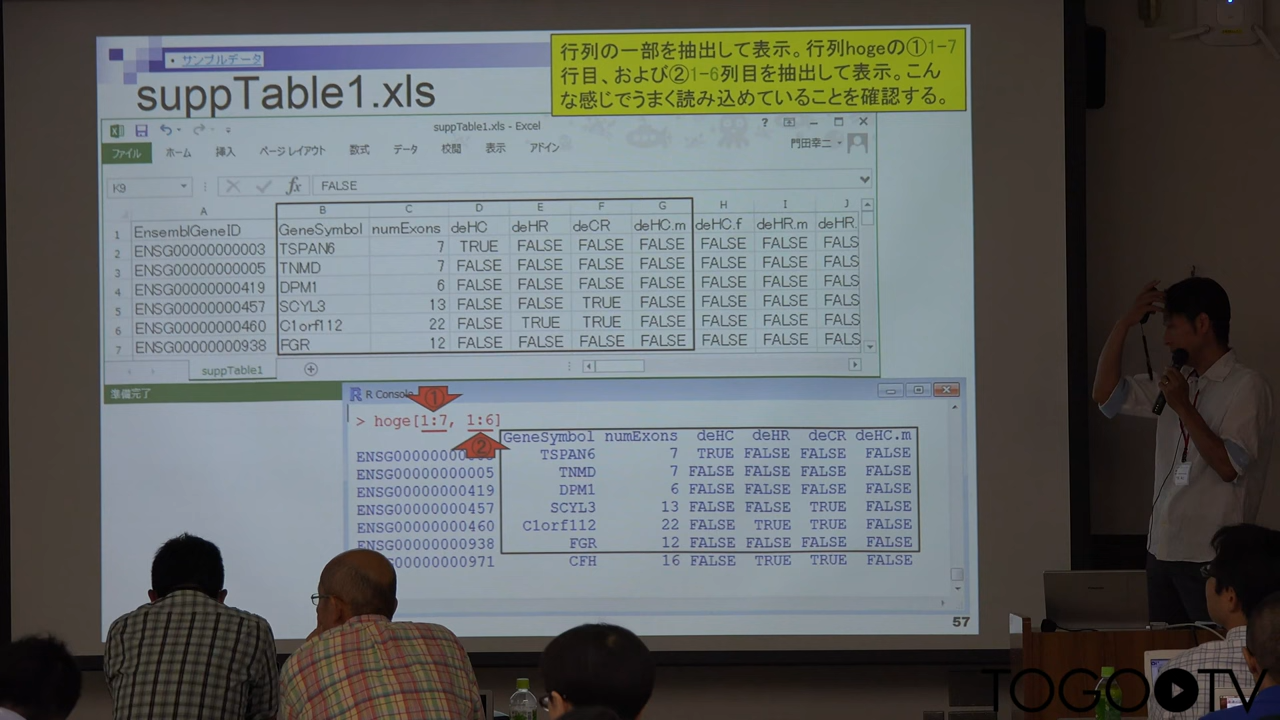 ・サンプルデータ
suppTable1.xls
行列の一部を抽出して表示。行列hogeの①1-7
行目、および②1-6列目を抽出して表示。こん
な感じでうまく読み込めていることを確認する。
suppTable1.xls - Excel
ファイル ホーム 挿入 ページ レイアウト 数式 データ 校閲 表示 アドイン 門田幸二
K9 fx FALSE
A B C D E F G H I J
1 EnsemblGeneID GeneSymbol numExons deHC deHR deCR deHC.m deHC.f deHR.m deHR.
2 ENSG00000000003 TSPAN6 7 TRUE FALSE FALSE FALSE FALSE FALSE FALS
3 ENSG00000000005 TNMD 7 FALSE FALSE FALSE FALSE FALSE FALSE FALS
4 ENSG00000000419 DPM1 6 FALSE FALSE FALSE FALSE FALSE FALSE FALS
5 ENSG00000000457 SCYL3 13 FALSE FALSE TRUE FALSE FALSE FALSE FALS
6 ENSG00000000460 C1orf112 22 FALSE TRUE TRUE FALSE FALSE FALSE FALS
7 ENSG00000000938 FGR 12 FALSE FALSE FALSE FALSE FALSE FALSE FALS
suppTable1
準備完了
R Console
①
> hoge[1:7, 1:6]
②
GeneSymbol numExons deHC deHR deCR deHC.m
TSPAN6 7 TRUE FALSE FALSE FALSE
ENSG00000000005 TNMD 7 FALSE FALSE FALSE FALSE
ENSG00000000419 DPM1 6 FALSE FALSE FALSE FALSE
ENSG00000000457 SCYL3 13 FALSE FALSE TRUE FALSE
ENSG00000000460 C1orf112 22 FALSE TRUE TRUE FALSE
ENSG00000000938 FGR 12 FALSE FALSE FALSE FALSE
ENSG00000000971 CFH 16 FALSE TRUE TRUE FALSE
57
TOGO TV